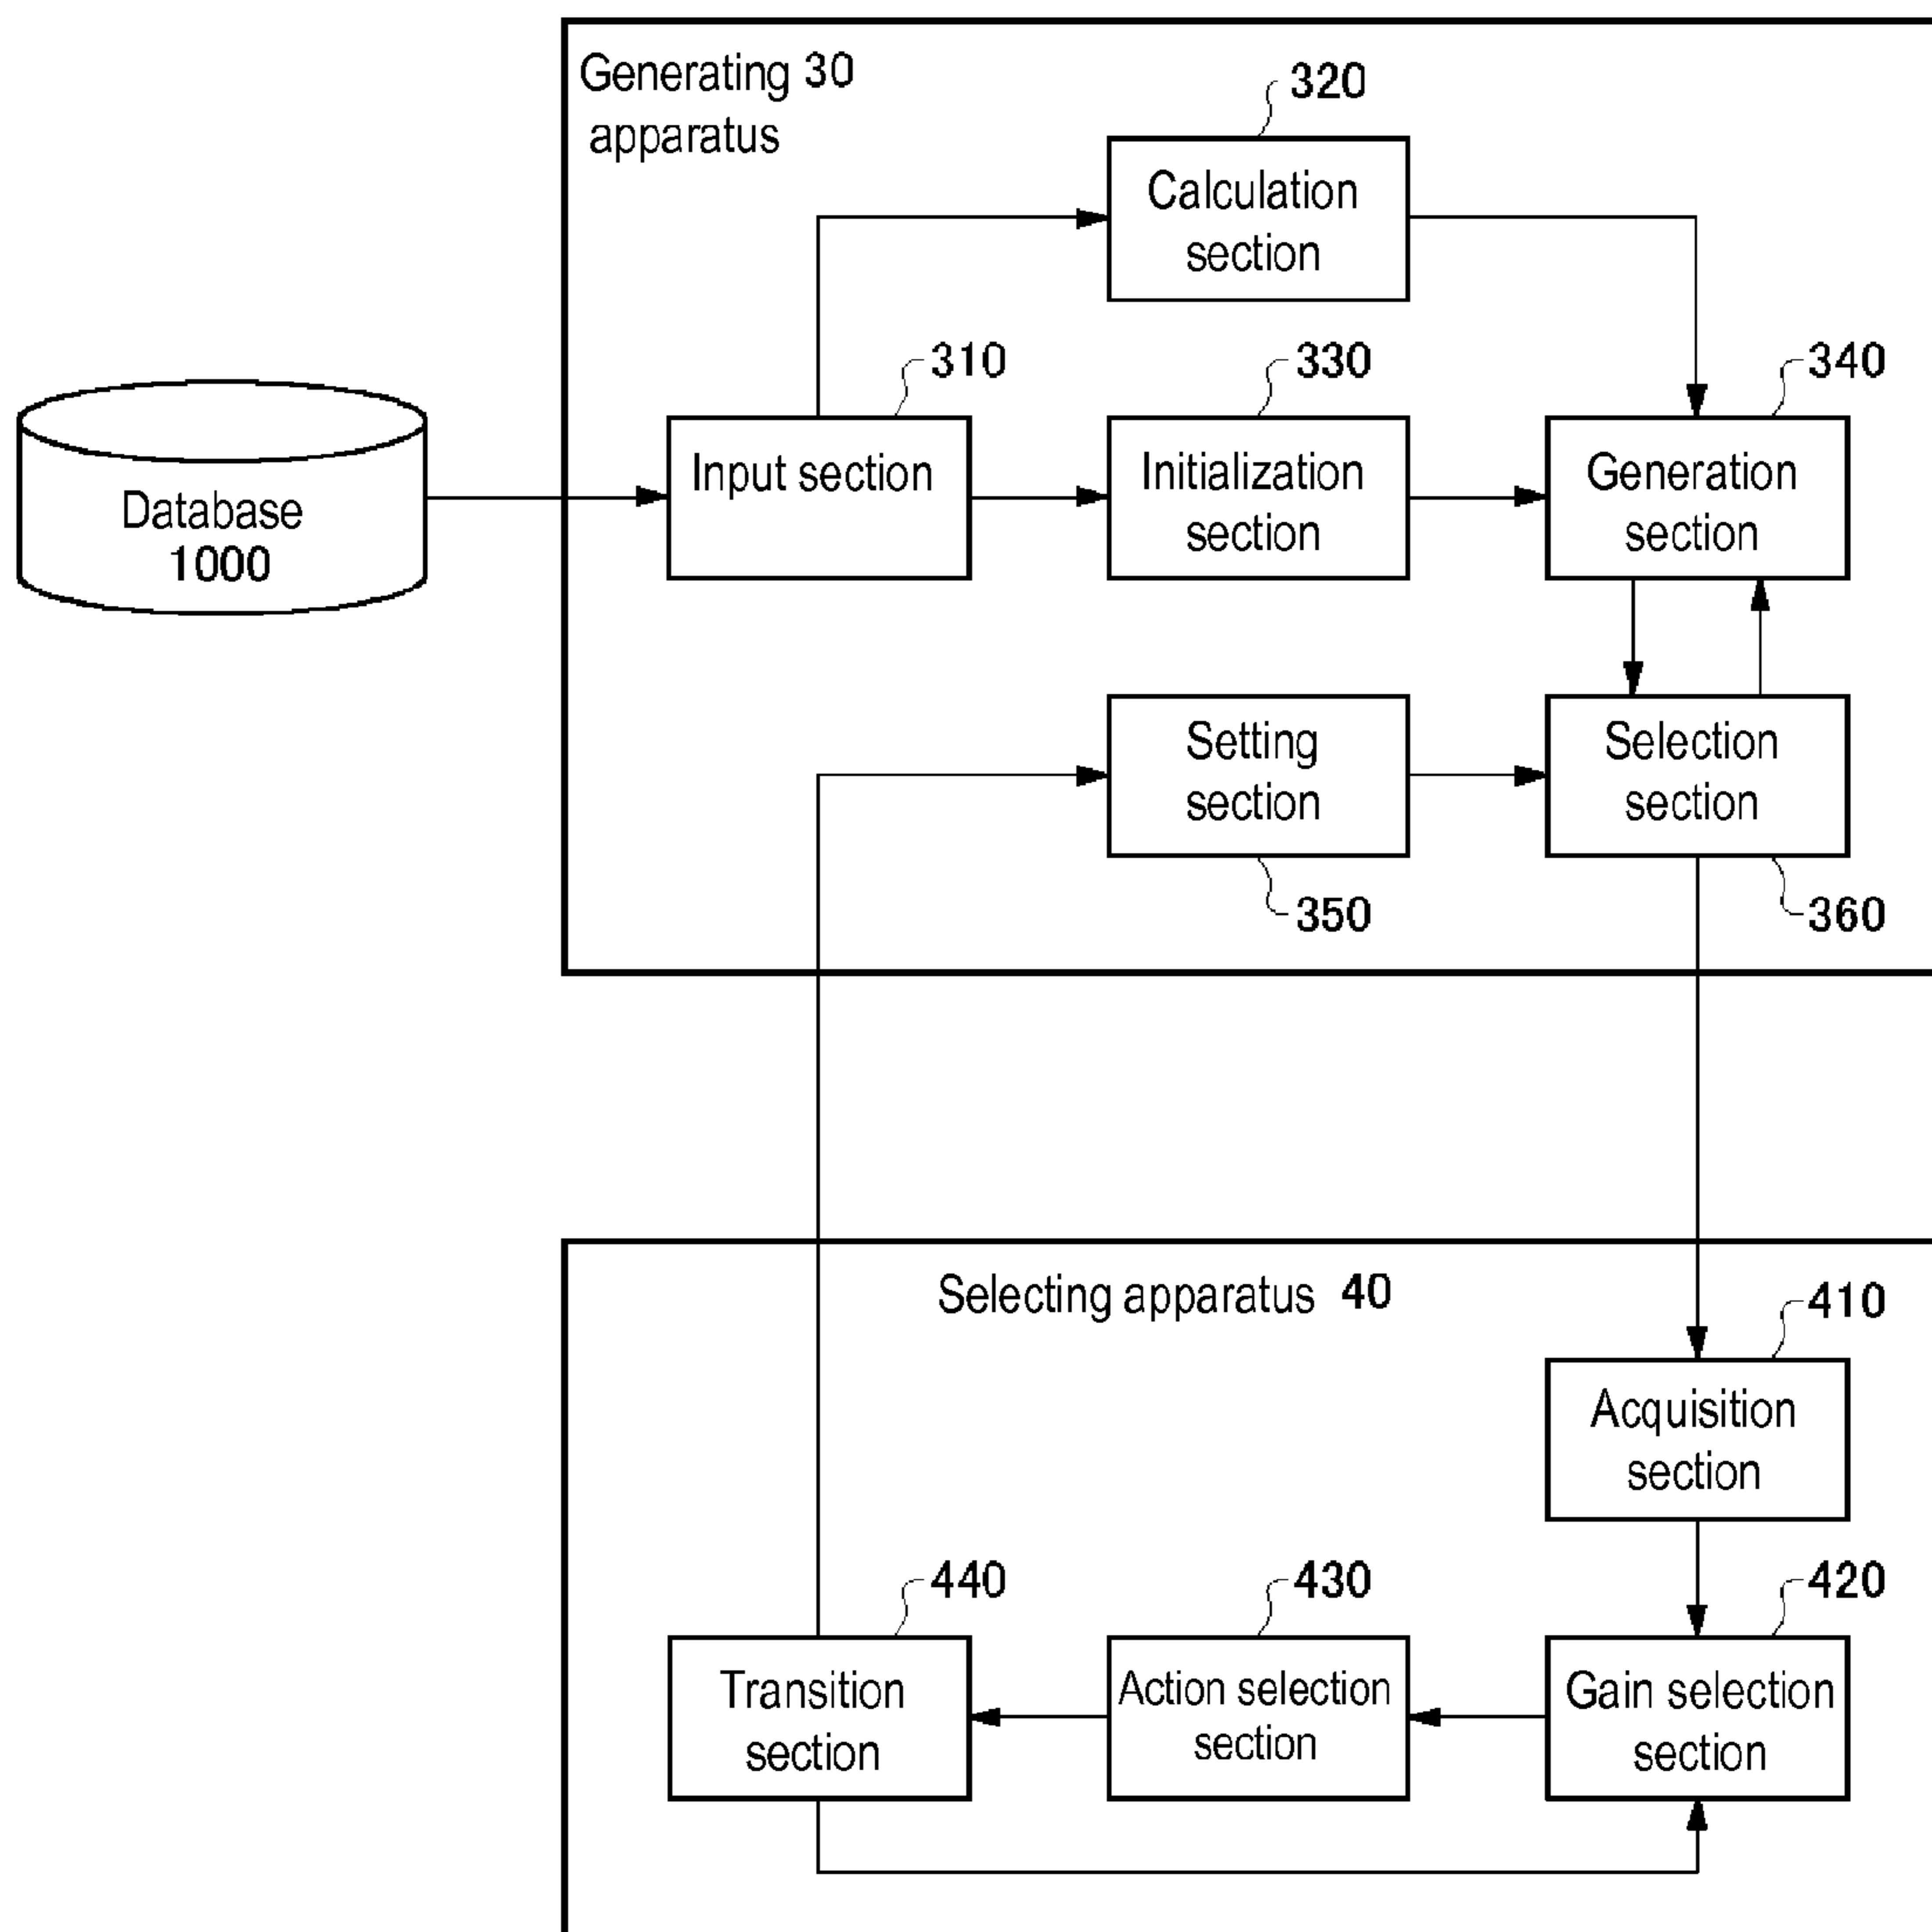 Generating 30
apparatus
320
Calculation
section
310
330
340
Input section
Initialization
section
Generation
section
Database
1000
Setting
section
Selection
section
350
360
Selecting apparatus 40
410
Acquisition
section
440
430
420
Transition
section
Action selection
section
Gain selection
section